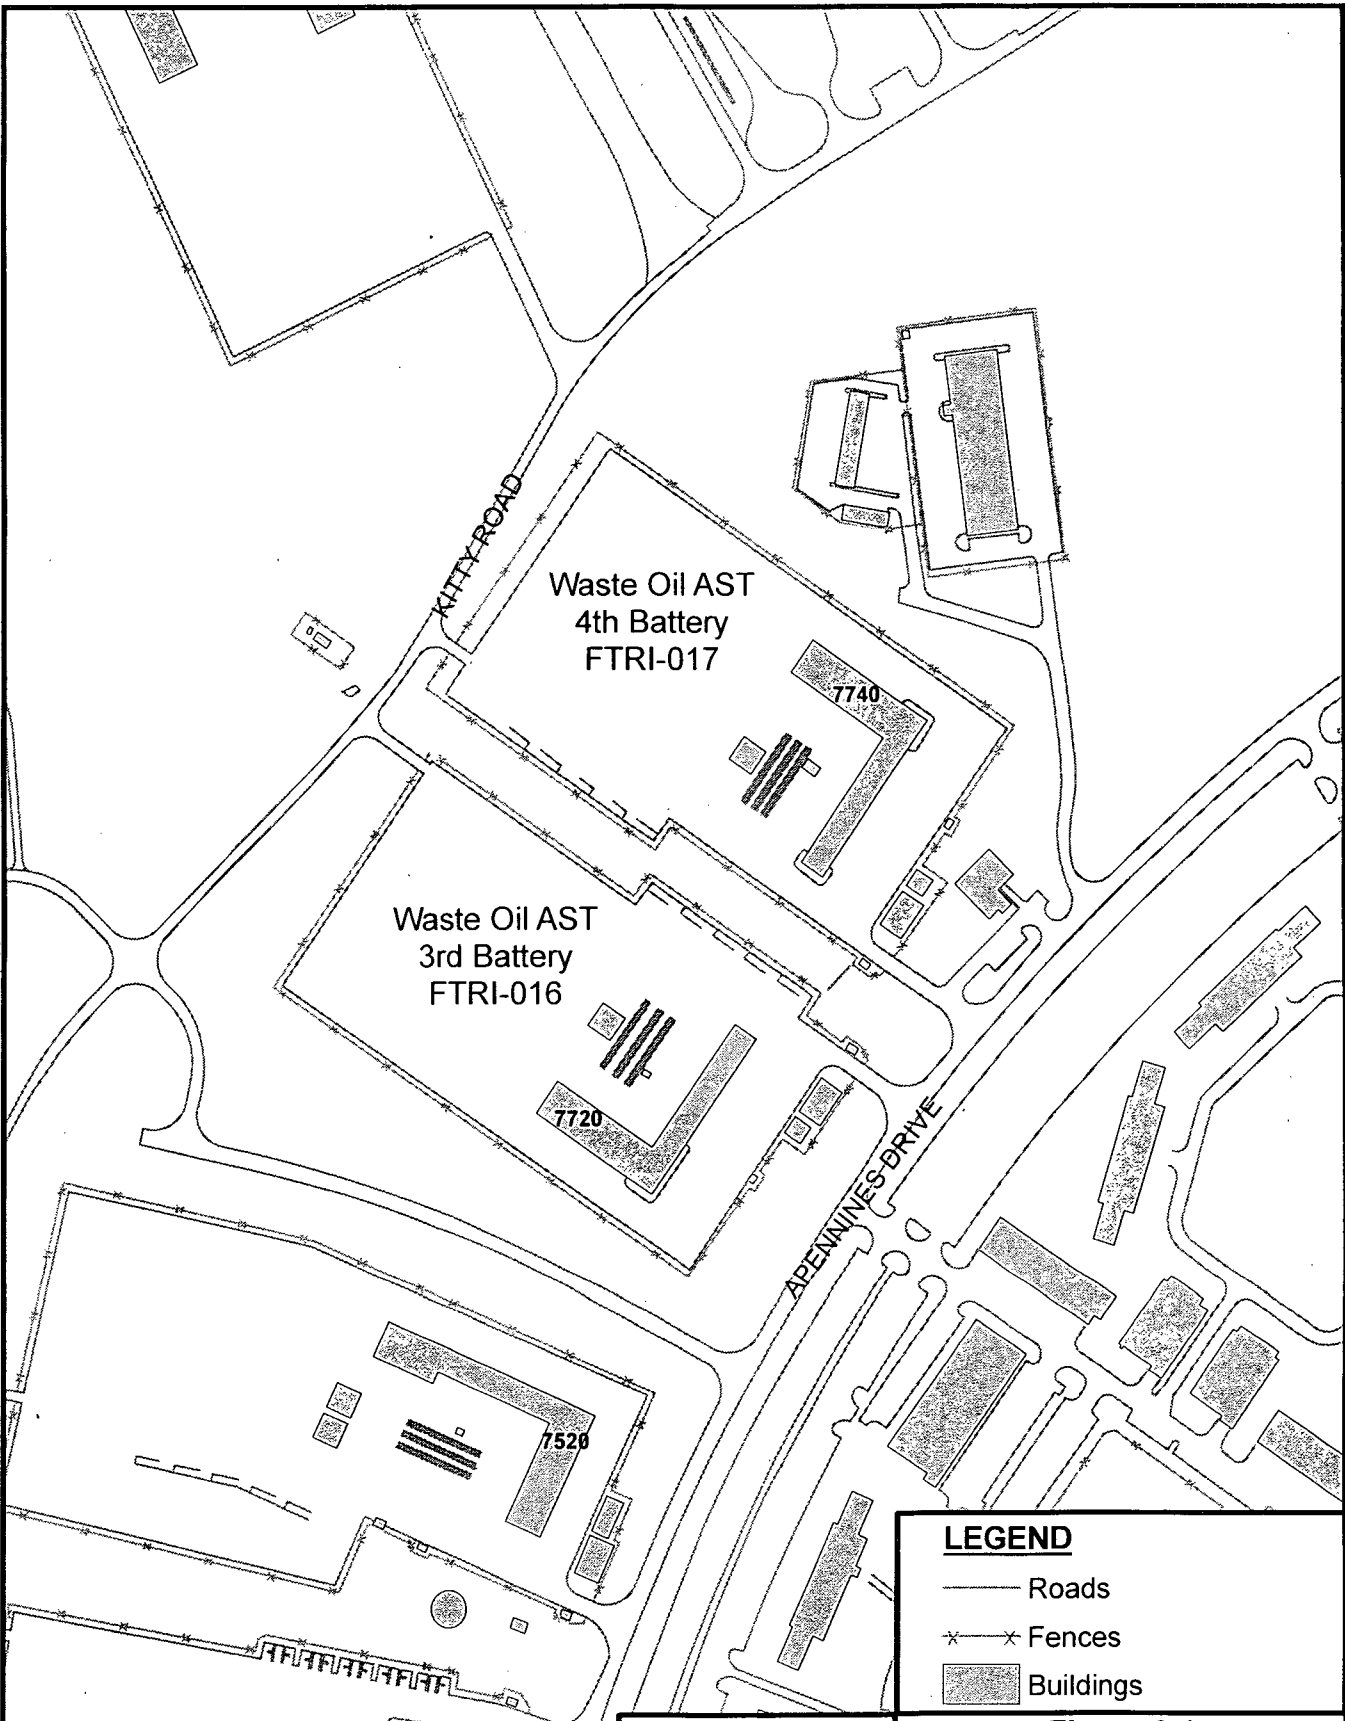 KITTY ROAD
Waste Oil AST
4th Battery
FTRI-017
7740
Waste Oil AST
3rd Battery
FTRI-016
7720
APENNINES DRIVE
7520
LEGEND
Roads
Fences
Buildings